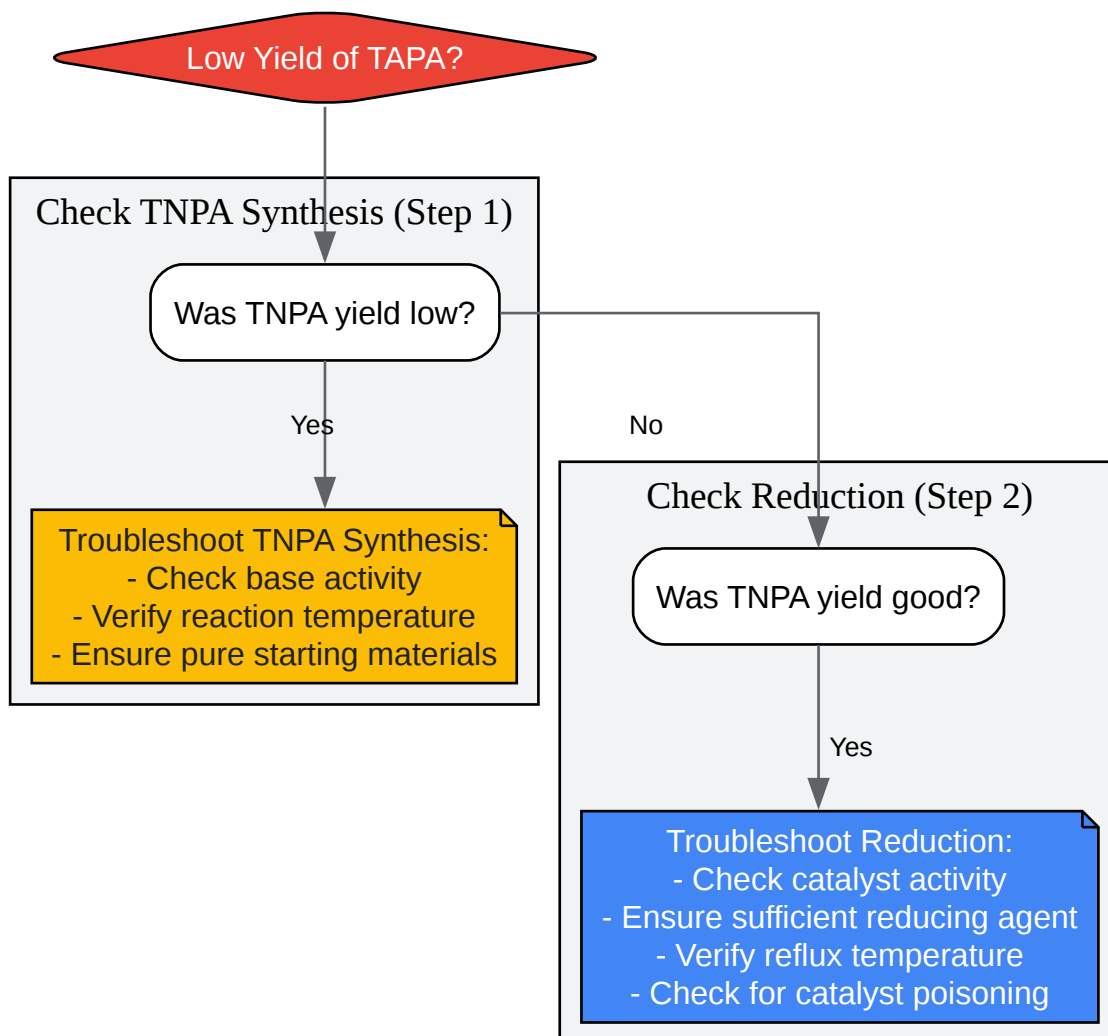 Low Yield of TAPA?
Check TNPA Synthesis (Step 1)
Was TNPA yield low?
Yes
No
Troubleshoot TNPA Synthesis:
- Check base activity
- Verify reaction temperature
- Ensure pure starting materials
Check Reduction (Step 2)
Was TNPA yield good?
Yes
Troubleshoot Reduction:
- Check catalyst activity
- Ensure sufficient reducing agent
- Verify reflux temperature
- Check for catalyst poisoning